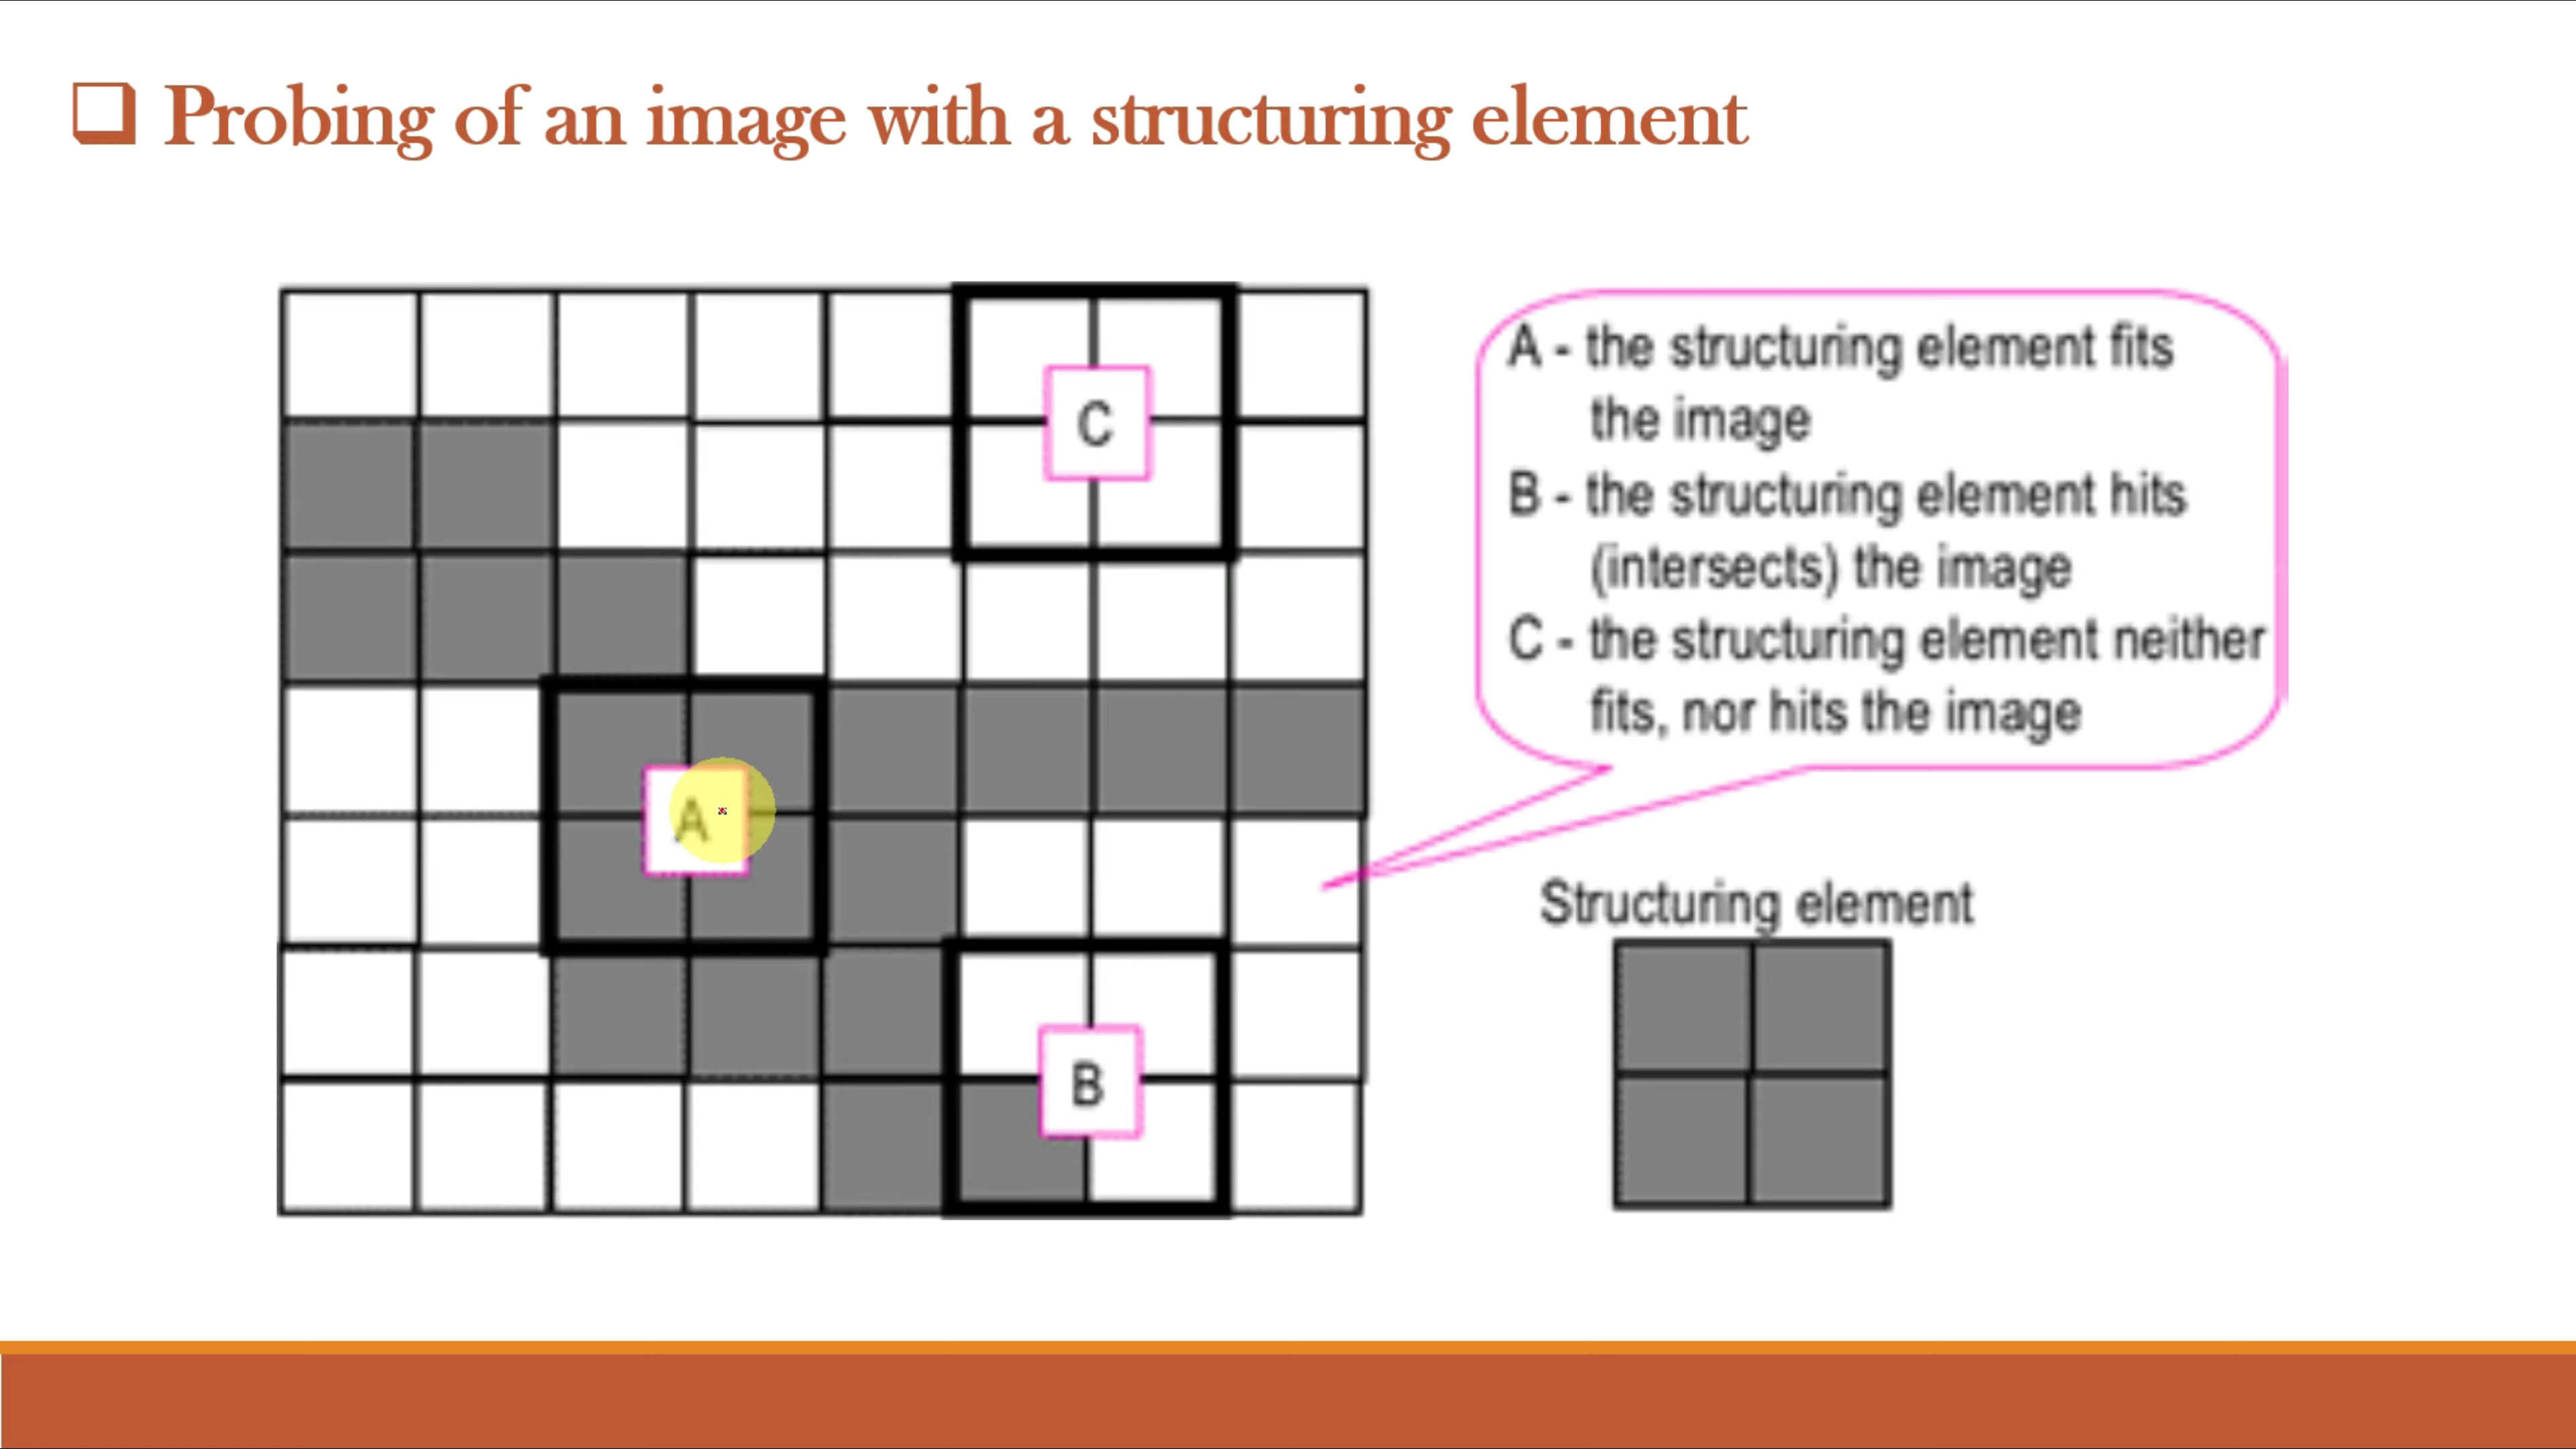 Probing of an image with a structuring element
C
A - the structuring element fits
the image
B - the structuring element hits
(intersects) the image
C - the structuring element neither
fits, nor hits the image
A
Structuring element
B